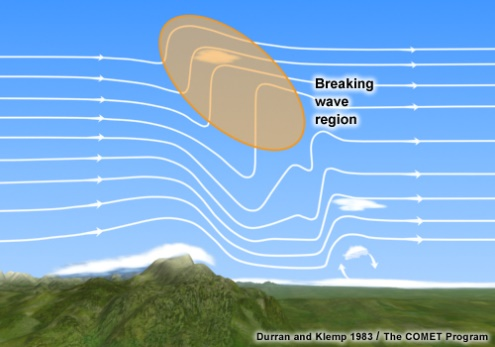 Breaking
wave
region
Durran and Klemp 1983 / The COMET Program